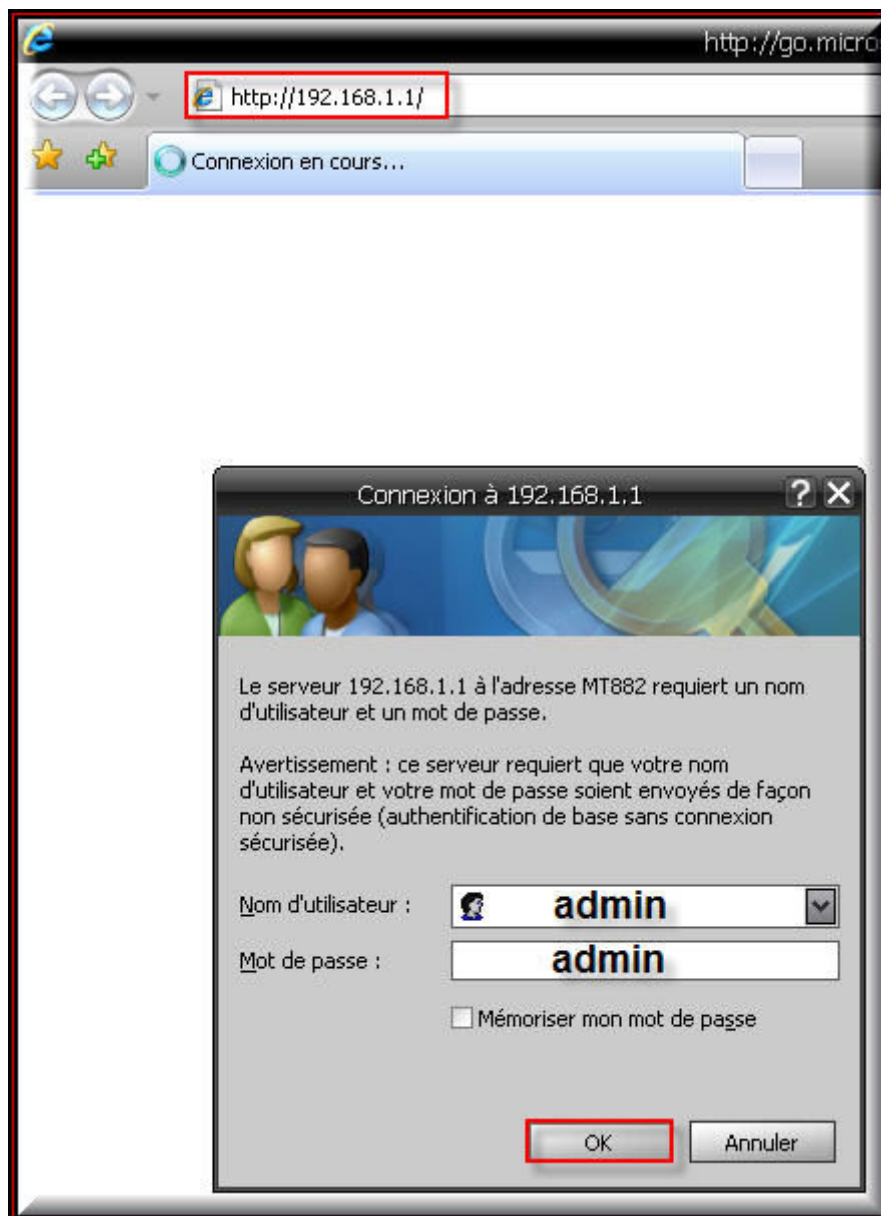 http://go.micro
http://192.168.1.1/
Connexion en cours...
Connexion à 192.168.1.1
Le serveur 192.168.1.1 à l'adresse MT882 requiert un nom
d'utilisateur et un mot de passe.
Avertissement : ce serveur requiert que votre nom
d'utilisateur et votre mot de passe soient envoyés de façon
non sécurisée (authentification de base sans connexion
sécurisée).
Nom d'utilisateur : admin
Mot de passe : admin
Mémoriser mon mot de passe
OK Annuler